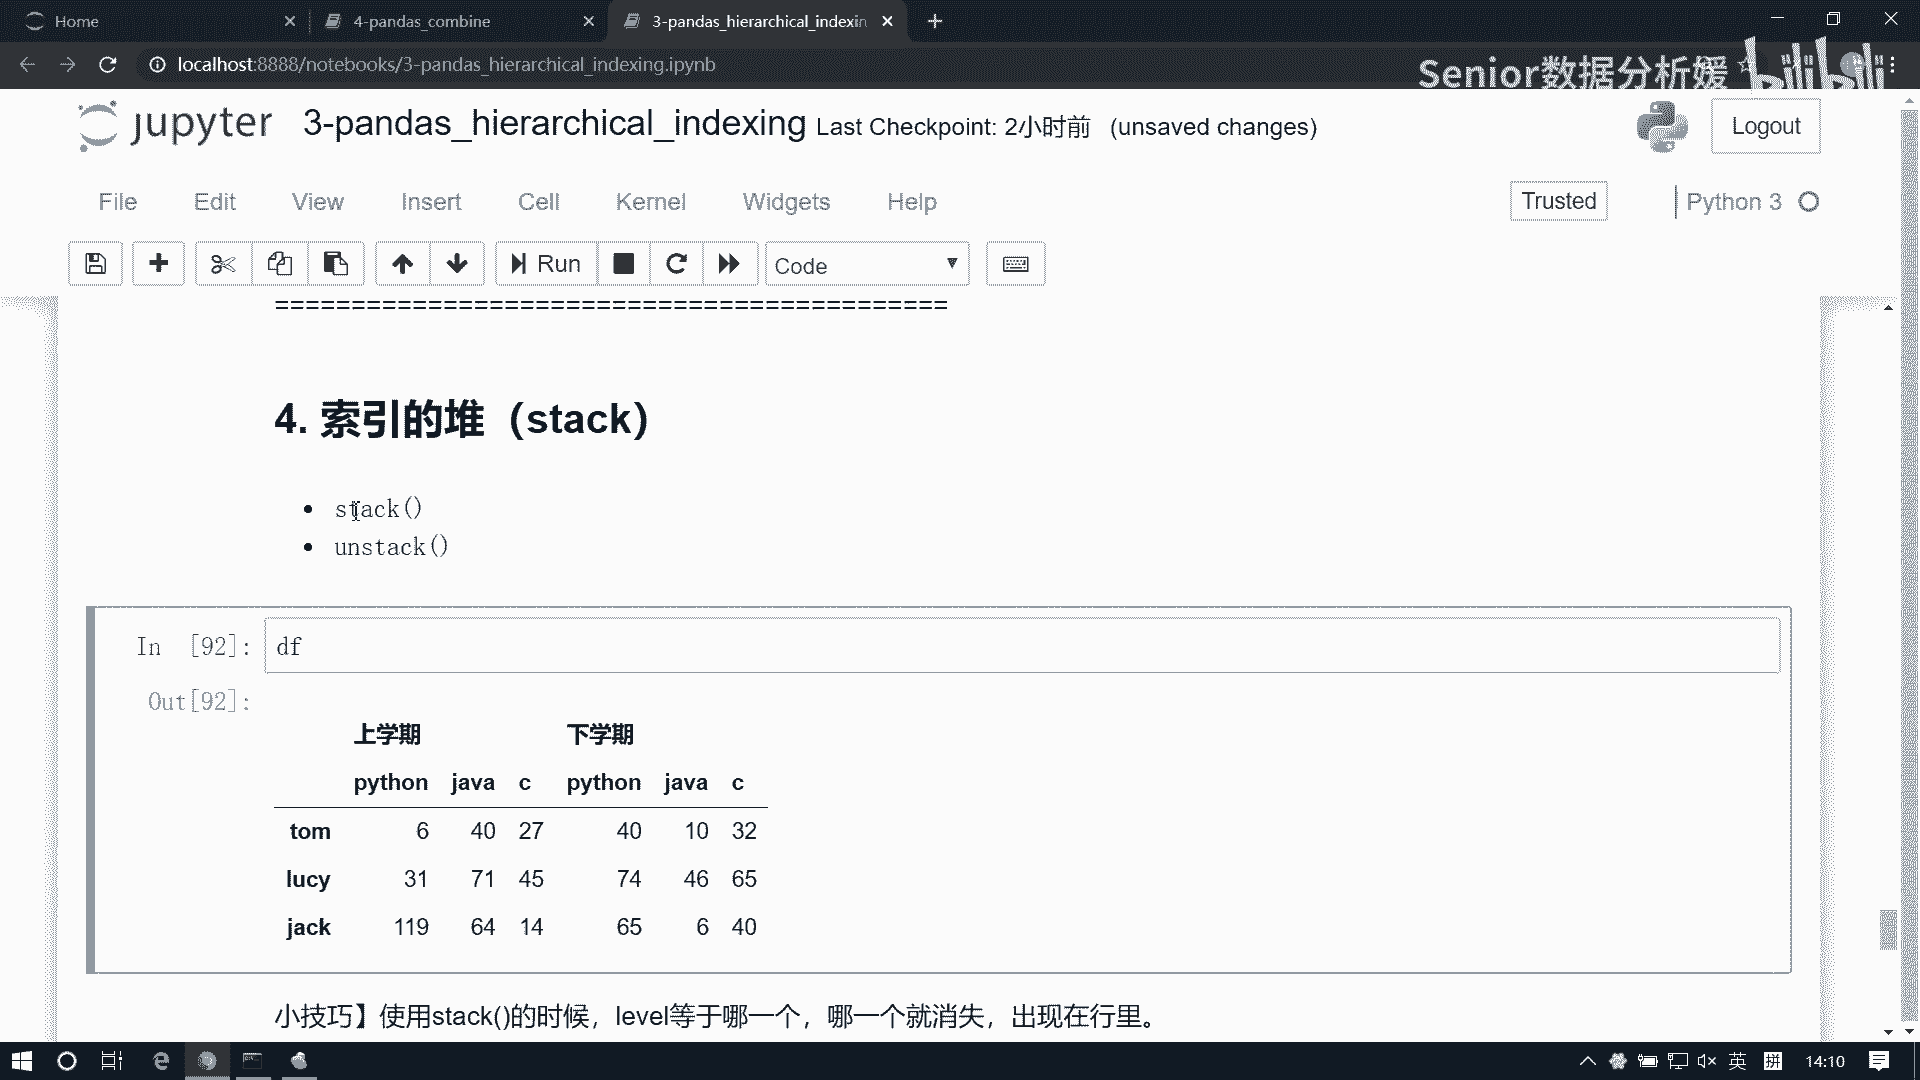 Home
4-pandas_combine
3-pandas_hierarchical_indexin
localhost:8888/notebooks/3-pandas_hierarchical_indexing.ipynb
Senior数据分析媛
bilibili
jupyter 3-pandas_hierarchical_indexing Last Checkpoint: 2小时前 (unsaved changes)
Logout
File Edit View Insert Cell Kernel Widgets Help
Trusted
Python 3
Run
Code
============================================
4. 索引的堆（stack）
stack()
unstack()
In [92]: df
Out[92]:
上学期 下学期
python java c python java c
tom 6 40 27 40 10 32
lucy 31 71 45 74 46 65
jack 119 64 14 65 6 40
小技巧】使用stack()的时候，level等于哪一个，哪一个就消失，出现在行里。
英 拼 14:10